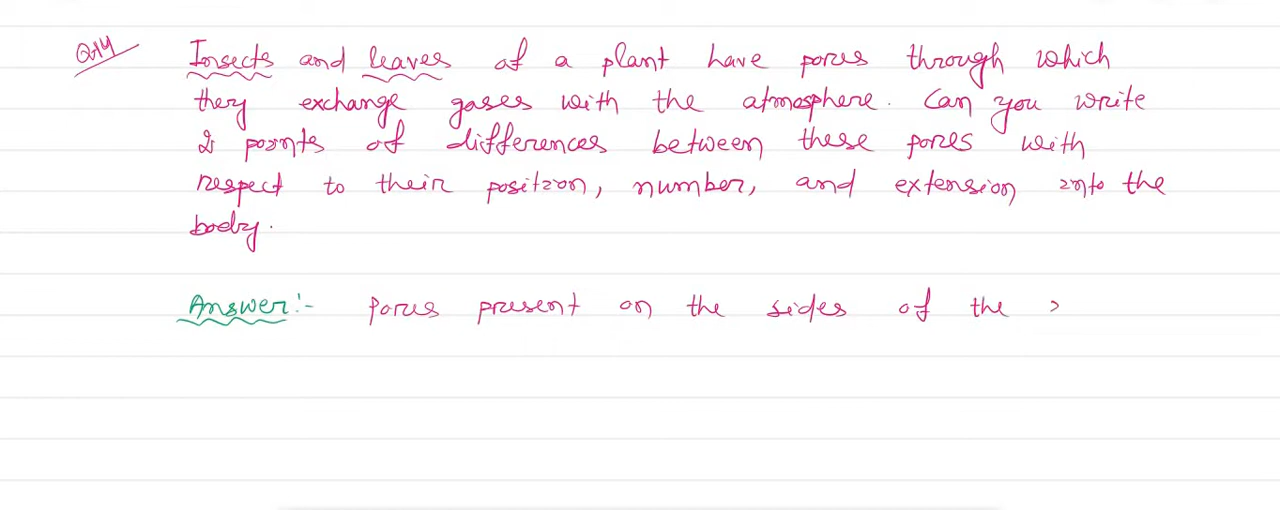 Q14 Insects and leaves of a plant have pores through which
they exchange gases with the atmosphere. Can you write
2 points of differences between these pores with
respect to their position, number, and extension into the
body.
Answer:- Pores present on the sides of the